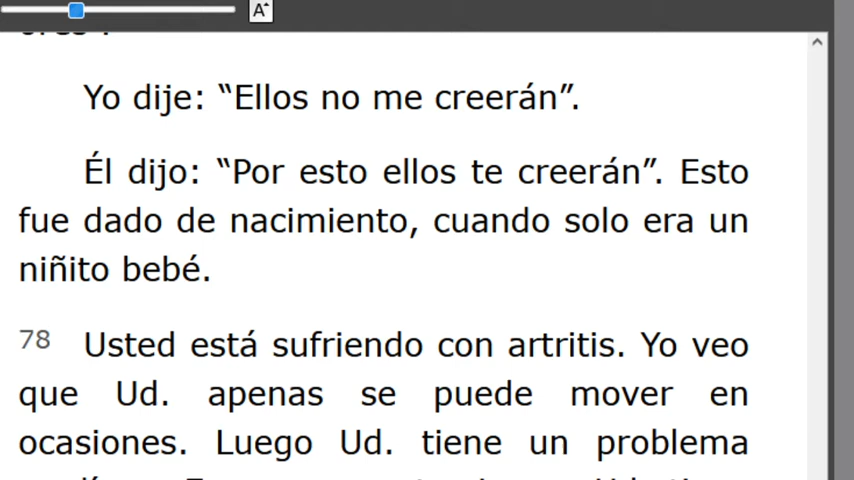 A
Yo dije: “Ellos no me creerán”.
Él dijo: “Por esto ellos te creerán”. Esto
fue dado de nacimiento, cuando solo era un
niñito bebé.
78 Usted está sufriendo con artritis. Yo veo
que Ud. apenas se puede mover en
ocasiones. Luego Ud. tiene un problema